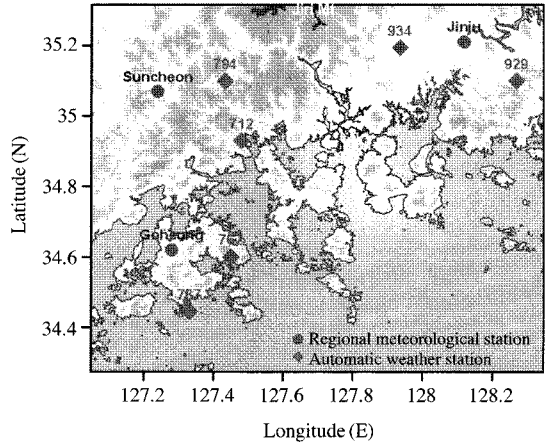 934
Jinju
35.2
794
929
Suncheon
35
712
34.8
Latitude (N)
Goheung
34.6
34.4
Regional meteorological station
Automatic weather station
127.2
127.4
127.6
127.8
128
128.2
Longitude (E)